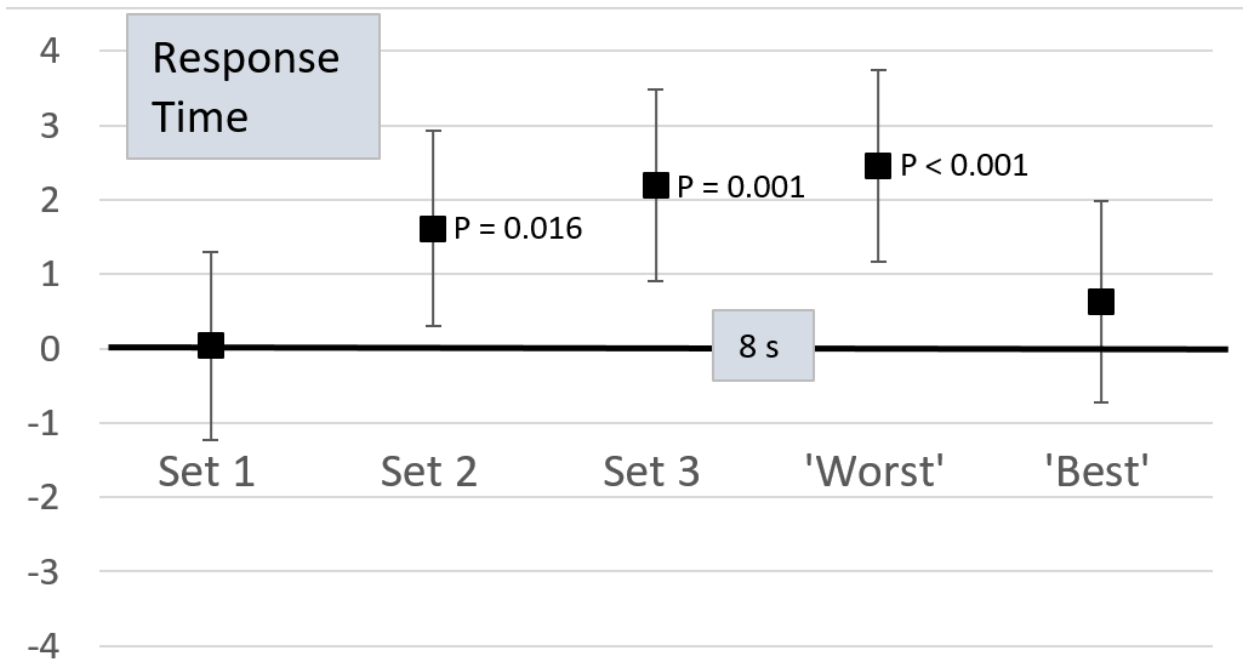 Response
Time
4
3
2
1
0
-1
-2
-3
-4
P = 0.016
P = 0.001
P < 0.001
8 s
Set 1 Set 2 Set 3 'Worst' 'Best'